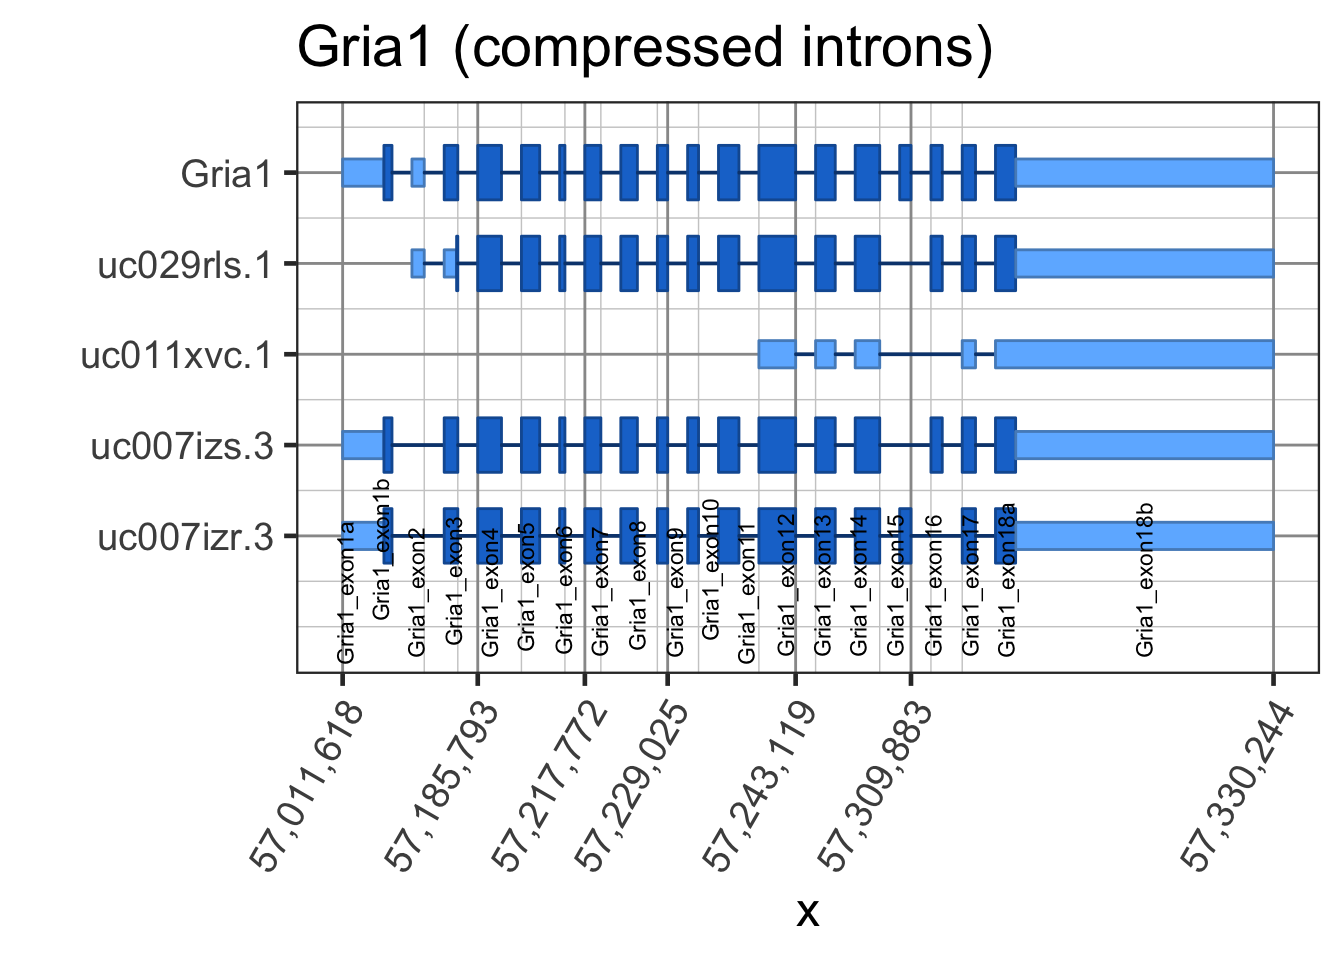 Gria1 (compressed introns)
Gria1
uc029rls.1
uc011xvc.1
uc007izs.3
uc007izr.3
Gria1_exon1a
Gria1_exon1b
Gria1_exon2
Gria1_exon3
Gria1_exon4
Gria1_exon5
Gria1_exon6
Gria1_exon7
Gria1_exon8
Gria1_exon9
Gria1_exon10
Gria1_exon11
Gria1_exon12
Gria1_exon13
Gria1_exon14
Gria1_exon15
Gria1_exon16
Gria1_exon17
Gria1_exon18a
Gria1_exon18b
57,011,618
57,185,793
57,217,772
57,229,025
57,243,119
57,309,883
57,330,244
x